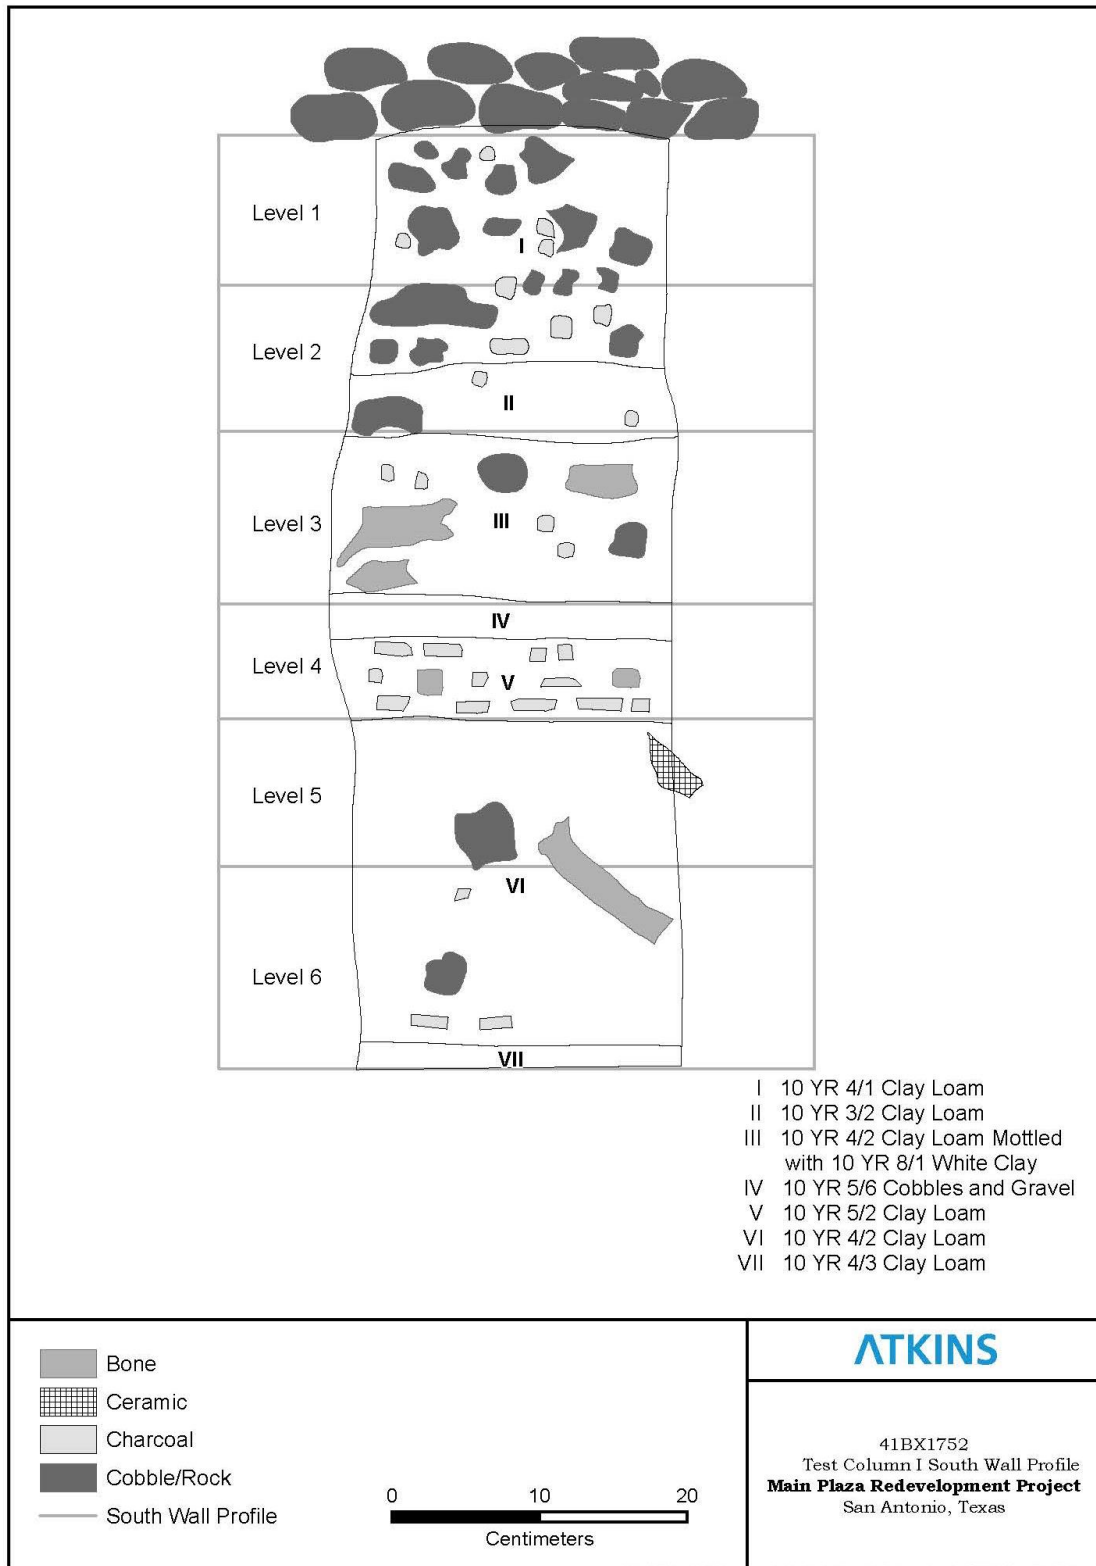 Level 1
I
Level 2
II
Level 3
III
IV
Level 4
V
Level 5
VI
Level 6
VII
I 10 YR 4/1 Clay Loam
II 10 YR 3/2 Clay Loam
III 10 YR 4/2 Clay Loam Mottled
with 10 YR 8/1 White Clay
IV 10 YR 5/6 Cobbles and Gravel
V 10 YR 5/2 Clay Loam
VI 10 YR 4/2 Clay Loam
VII 10 YR 4/3 Clay Loam
Bone
Ceramic
Charcoal
Cobble/Rock
South Wall Profile
0 10 20
Centimeters
ATKINS
41BX1752
Test Column I South Wall Profile
Main Plaza Redevelopment Project
San Antonio, Texas